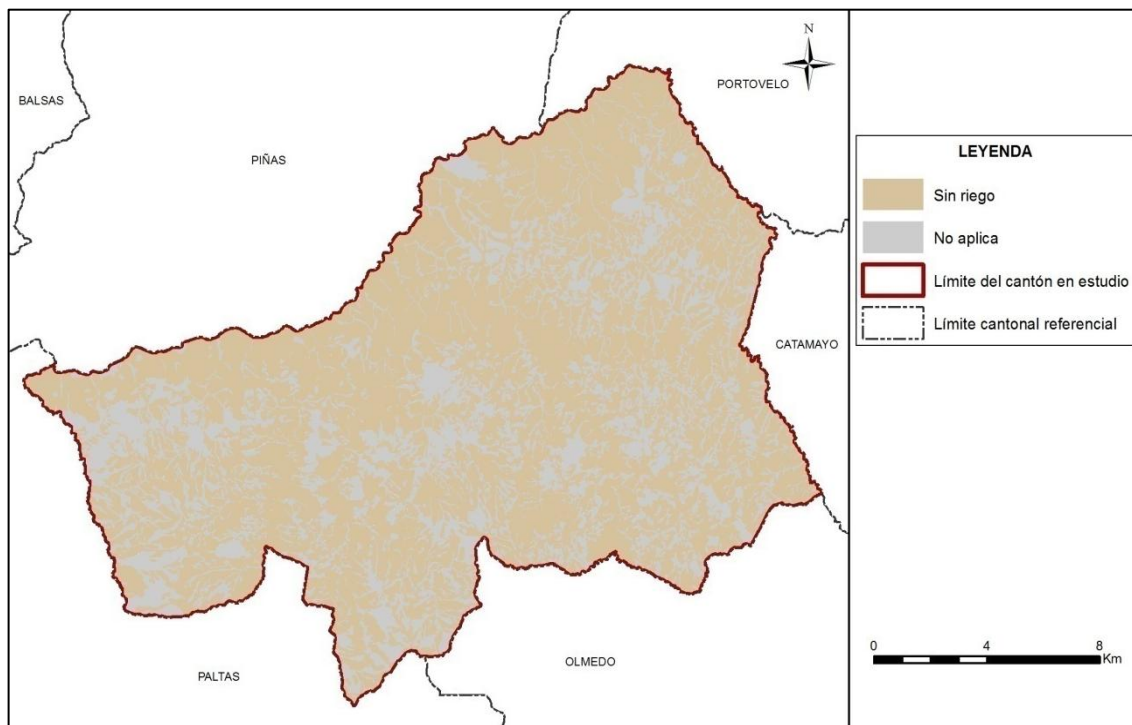 N
PORTOVELO
BALSAS
PIÑAS
LEYENDA
Sin riego
No aplica
Límite del cantón en estudio
Límite cantonal referencial
CATAMAYO
OLMEDO
PALTAS
0 4 8
Km